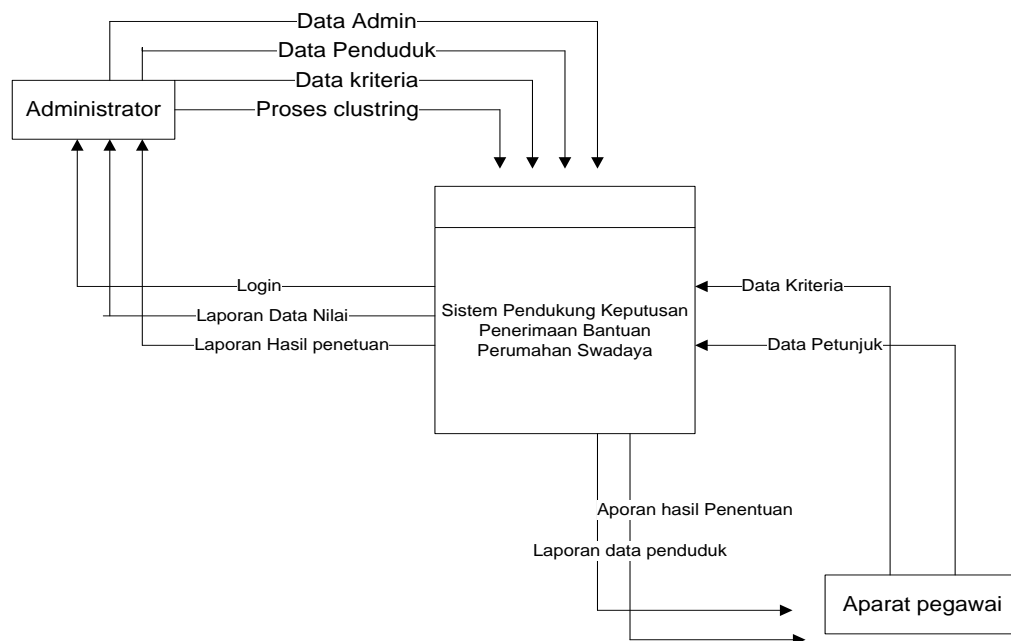 Data Admin
Data Penduduk
Data kriteria
Proses clustring
Administrator
Login
Laporan Data Nilai
Laporan Hasil penetuan
Sistem Pendukung Keputusan
Penerimaan Bantuan
Perumahan Swadaya
Data Kriteria
Data Petunjuk
Aporan hasil Penentuan
Laporan data penduduk
Aparat pegawai